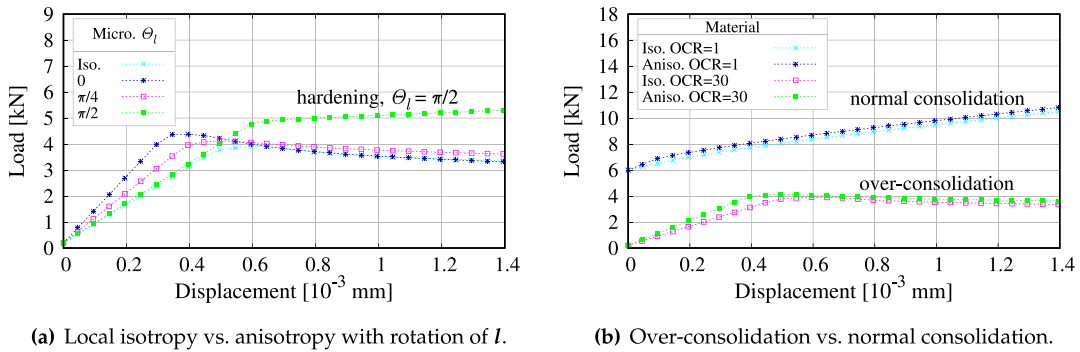 9
8
7
6
5
4
3
2
1
0
Load [kN]
Micro. Θl
Iso.
0
π/4
π/2
hardening, Θl = π/2
0 0.2 0.4 0.6 0.8 1 1.2 1.4
Displacement [10-3 mm]
(a) Local isotropy vs. anisotropy with rotation of l.
18
16
14
12
10
8
6
4
2
0
Load [kN]
Material
Iso. OCR=1
Aniso. OCR=1
Iso. OCR=30
Aniso. OCR=30
normal consolidation
over-consolidation
0 0.2 0.4 0.6 0.8 1 1.2 1.4
Displacement [10-3 mm]
(b) Over-consolidation vs. normal consolidation.